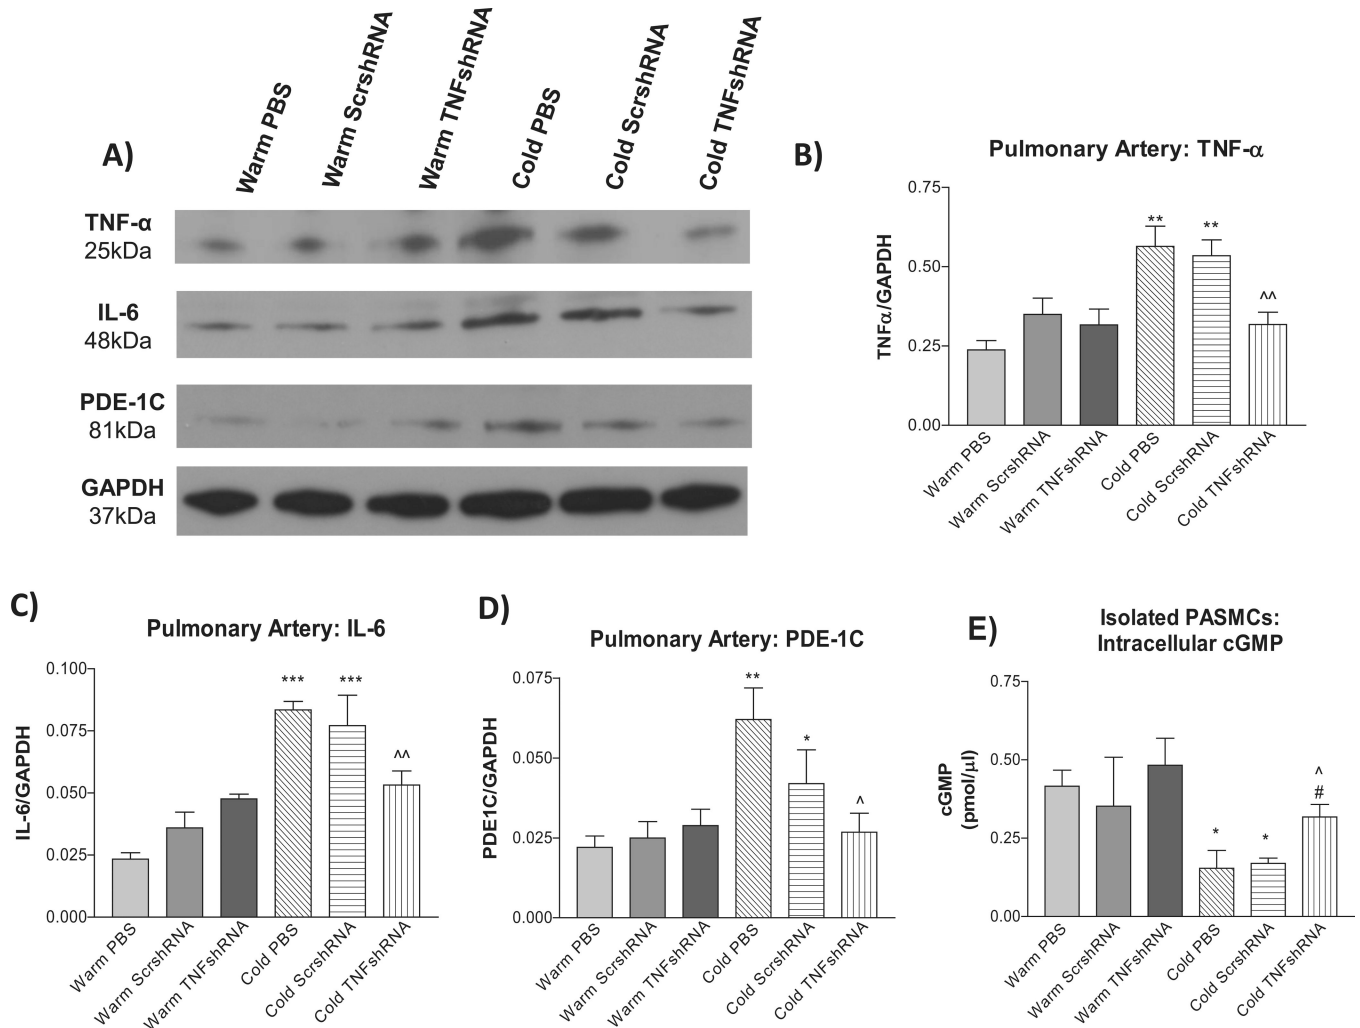 A)
Warm PBS
Warm ScrshRNA
Warm TNFshRNA
Cold PBS
Cold ScrshRNA
Cold TNFshRNA
TNF-α
25kDa
IL-6
48kDa
PDE-1C
81kDa
GAPDH
37kDa
B)
Pulmonary Artery: TNF-α
TNFα/GAPDH
0.75
0.50
0.25
0.00
**
**
^^
Warm PBS
Warm ScrshRNA
Warm TNFshRNA
Cold PBS
Cold ScrshRNA
Cold TNFshRNA
C)
Pulmonary Artery: IL-6
IL-6/GAPDH
0.100
0.075
0.050
0.025
0.000
***
***
^^
Warm PBS
Warm ScrshRNA
Warm TNFshRNA
Cold PBS
Cold ScrshRNA
Cold TNFshRNA
D)
Pulmonary Artery: PDE-1C
PDE1C/GAPDH
0.075
0.050
0.025
0.000
**
*
^
Warm PBS
Warm ScrshRNA
Warm TNFshRNA
Cold PBS
Cold ScrshRNA
Cold TNFshRNA
E)
Isolated PASMCs:
Intracellular cGMP
cGMP
(pmol/µl)
0.75
0.50
0.25
0.00
*
*
^
#
Warm PBS
Warm ScrshRNA
Warm TNFshRNA
Cold PBS
Cold ScrshRNA
Cold TNFshRNA